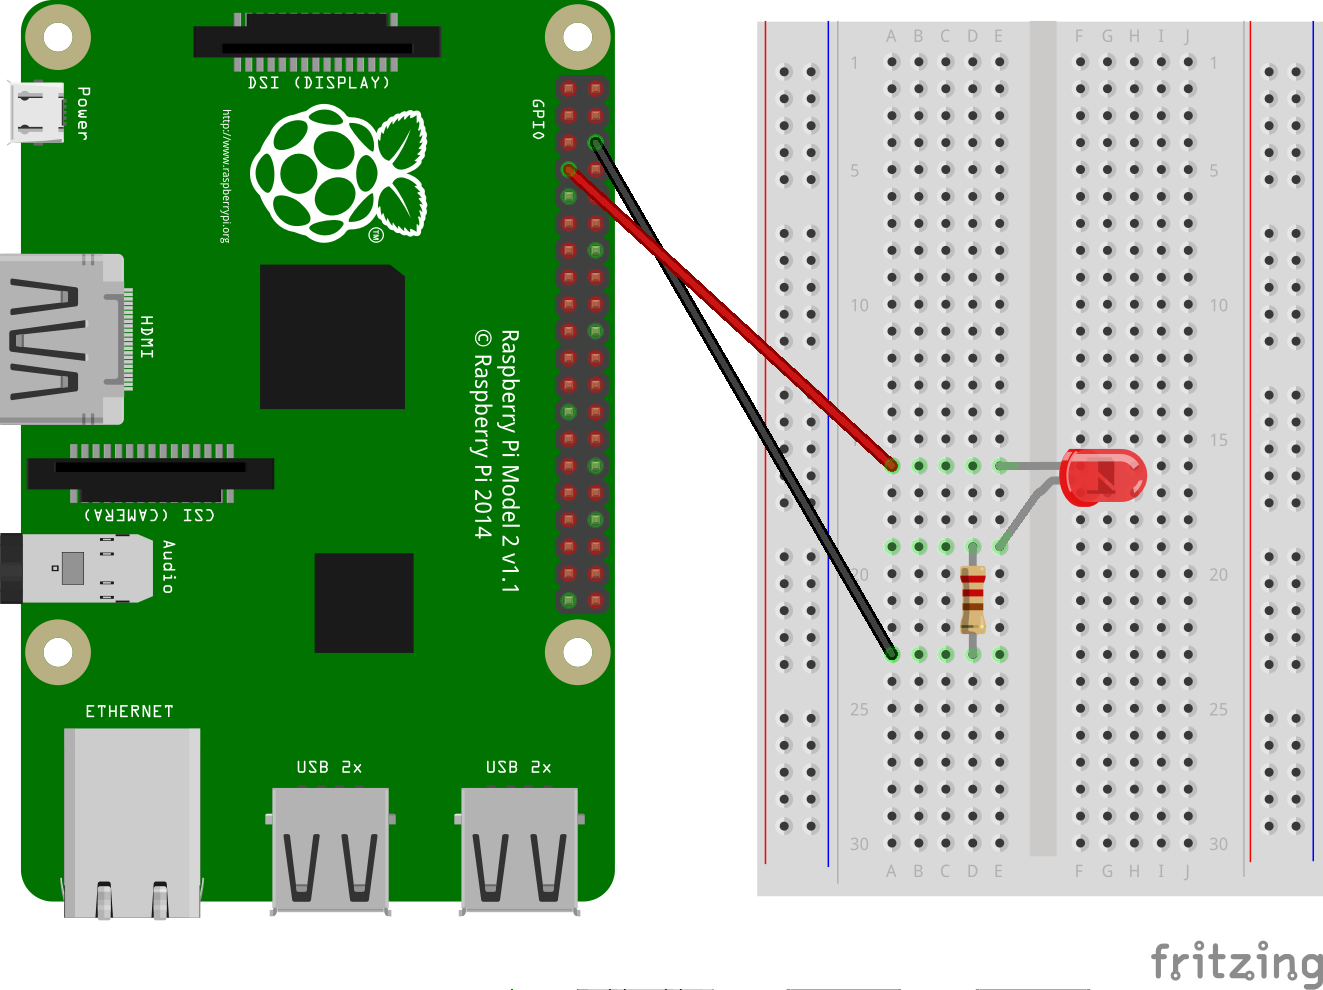 DSI (DISPLAY)
Power
http://www.raspberrypi.org
TM
GPIO
HDMI
Raspberry Pi Model 2 v1.1
© Raspberry Pi 2014
CSI (CAMERA)
Audio
ETHERNET
USB 2x
USB 2x
A B C D E F G H I J
1 1
5 5
10 10
15 15
20 20
25 25
30 30
A B C D E F G H I J
fritzing